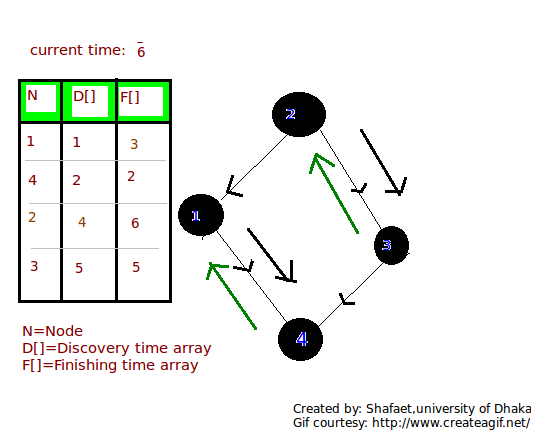 current time: 6
N D[] F[]
1 1 3
4 2 2
2 4 6
3 5 5
2
1
3
4
N=Node
D[]=Discovery time array
F[]=Finishing time array
Created by: Shafaet,university of Dhaka
Gif courtesy: http://www.createagif.net/